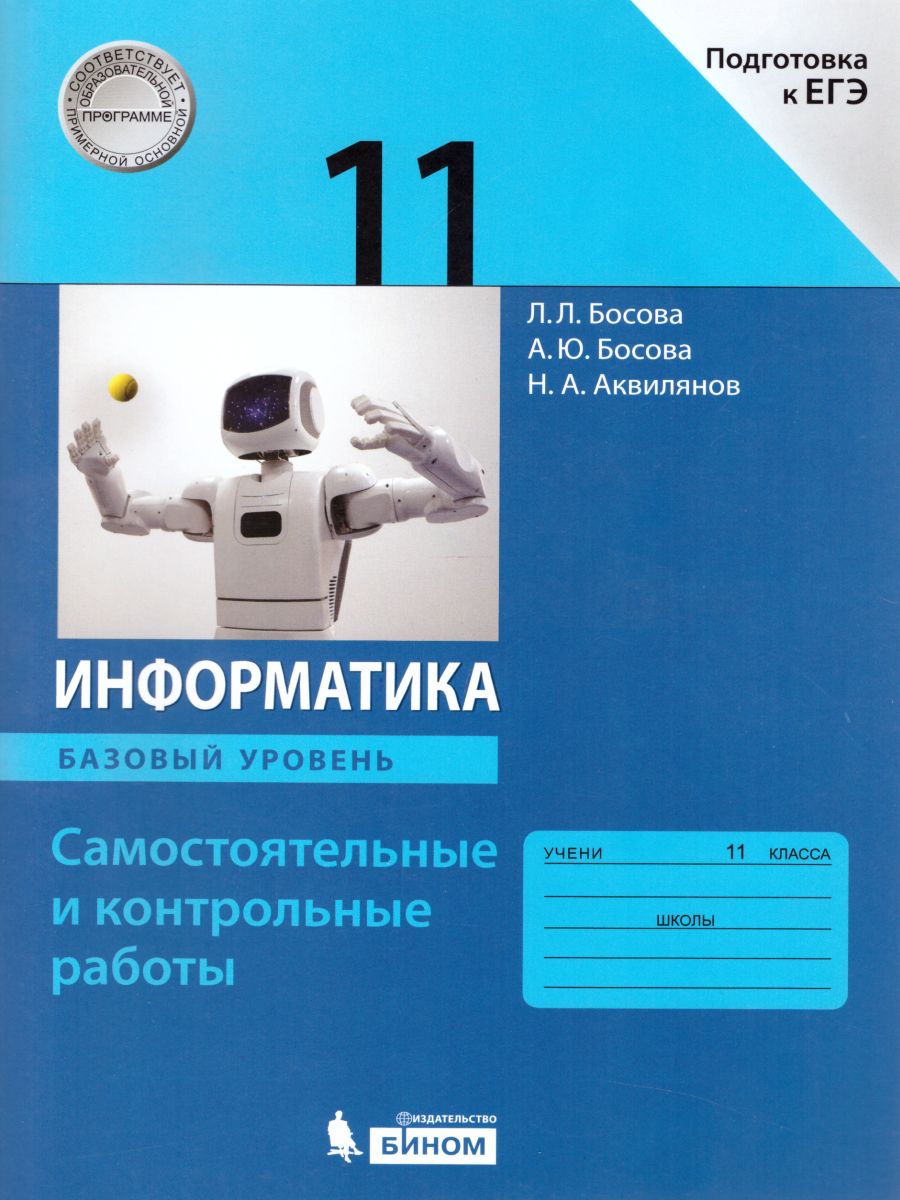 СООТВЕТСТВУЕТ
ПРИМЕРНОЙ ОСНОВНОЙ
ОБРАЗОВАТЕЛЬНОЙ
ПРОГРАММЕ
Подготовка
к ЕГЭ
11
Л. Л. Босова
А. Ю. Босова
Н. А. Аквилянов
ИНФОРМАТИКА
БАЗОВЫЙ УРОВЕНЬ
Самостоятельные
и контрольные
работы
УЧЕНИ 11 КЛАССА
ШКОЛЫ
ИЗДАТЕЛЬСТВО
БИНОМ